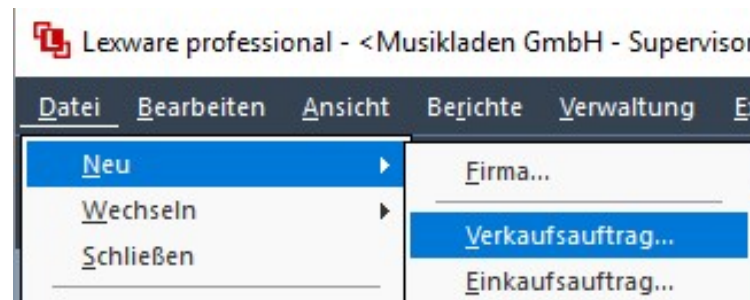 Lexware professional - <Musikladen GmbH - Supervisor
Datei Bearbeiten Ansicht Berichte Verwaltung
Neu
Firma...
Wechseln
Verkaufsauftrag...
Schließen
Einkaufsauftrag...